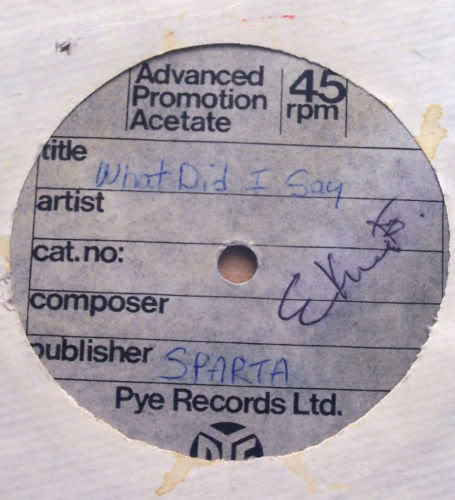 Advanced
Promotion
Acetate
45
rpm
title
What Did I Say
artist
cat.no:
composer
publisher SPARTA
Pye Records Ltd.